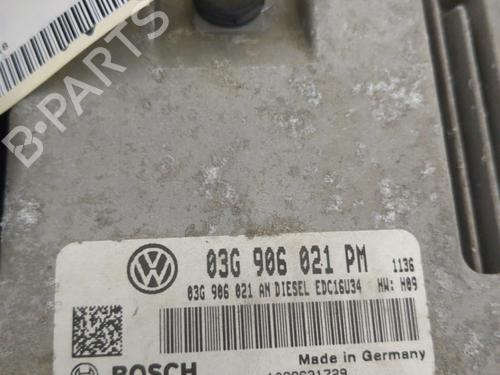 B-PARTS
03G 906 021 PM 1136
03G 906 021 AN DIESEL EDC16U34 HW: H09
Made in Germany
BOSCH